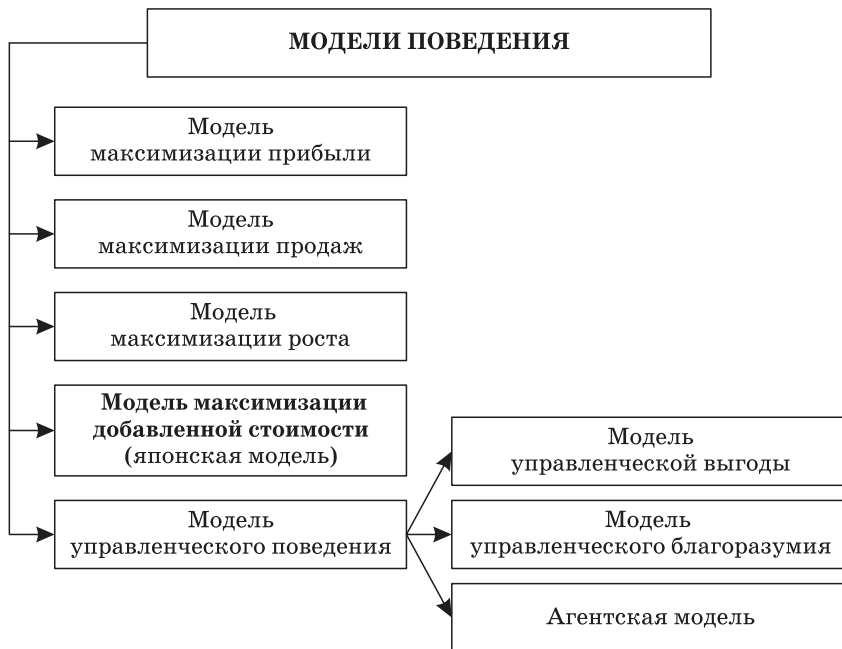 МОДЕЛИ ПОВЕДЕНИЯ
Модель
максимизации прибыли
Модель
максимизации продаж
Модель
максимизации роста
Модель максимизации
добавленной стоимости
(японская модель)
Модель
управленческого поведения
Модель
управленческой выгоды
Модель
управленческого благоразумия
Агентская модель